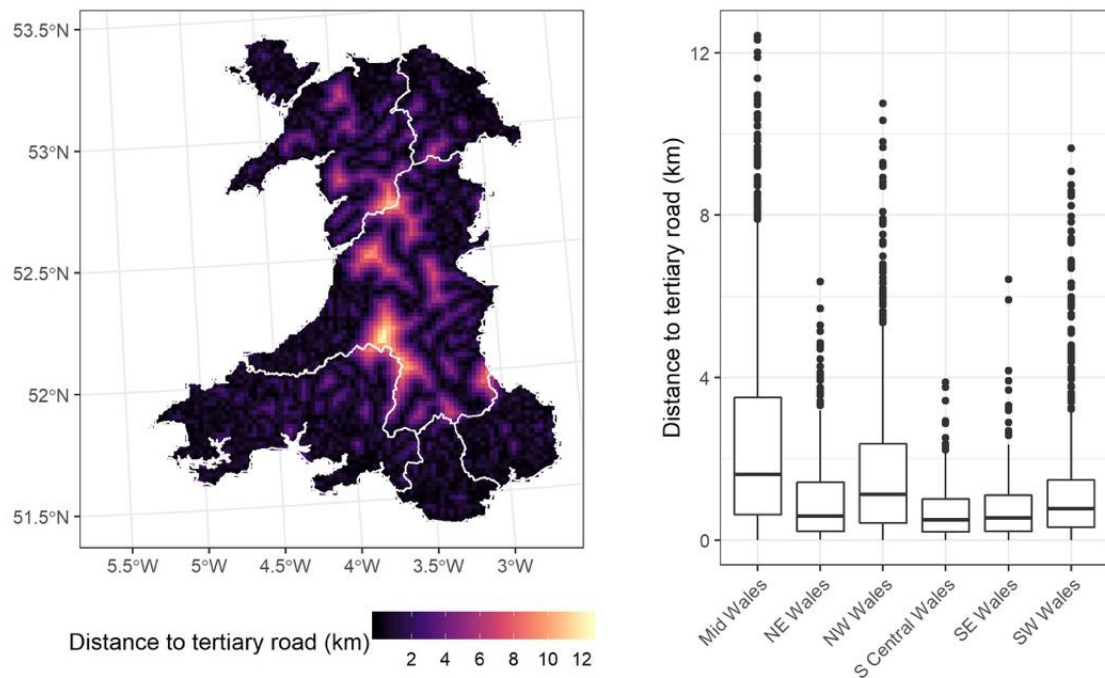 53.5°N
53°N
52.5°N
52°N
51.5°N
5.5°W 5°W 4.5°W 4°W 3.5°W 3°W
Distance to tertiary road (km)
2 4 6 8 10 12
Distance to tertiary road (km)
12
8
4
0
Mid Wales
NE Wales
NW Wales
S Central Wales
SE Wales
SW Wales